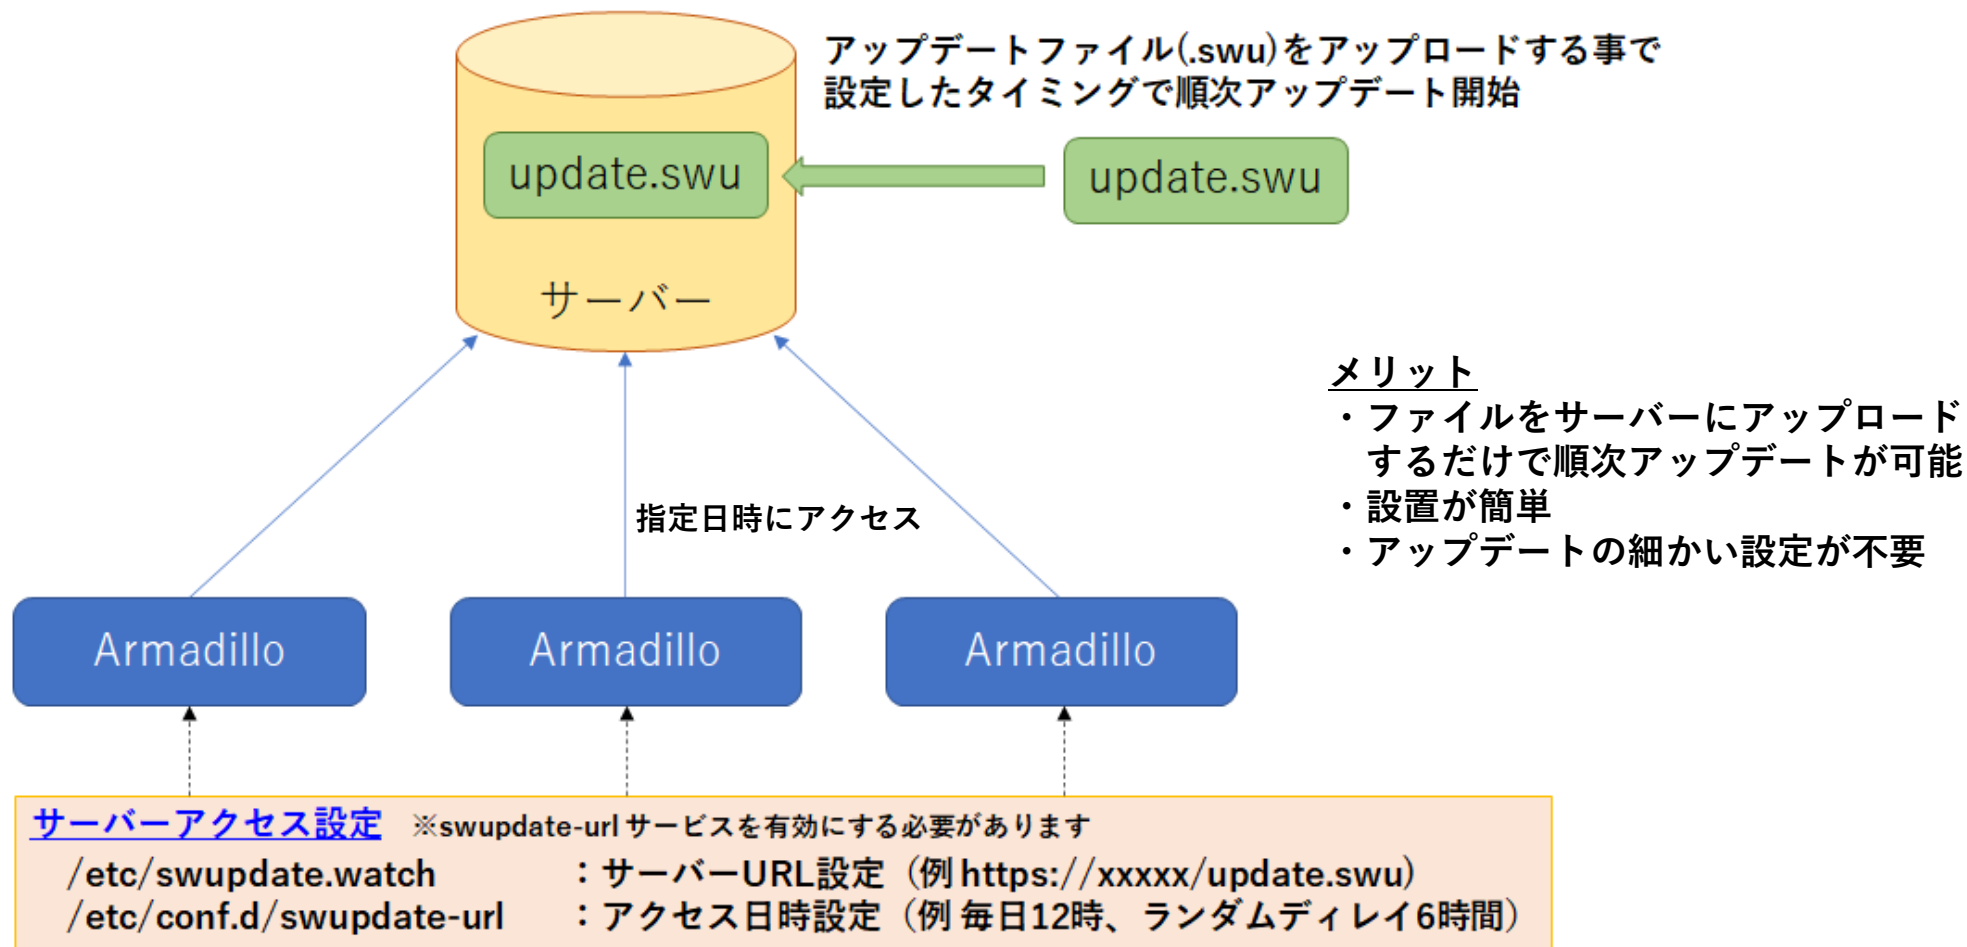 アップデートファイル(.swu)をアップロードする事で
設定したタイミングで順次アップデート開始
update.swu
update.swu
サーバー
メリット
・ファイルをサーバーにアップロード
するだけで順次アップデートが可能
・設置が簡単
・アップデートの細かい設定が不要
指定日時にアクセス
Armadillo
Armadillo
Armadillo
サーバーアクセス設定 ※swupdate-url サービスを有効にする必要があります
/etc/swupdate.watch ：サーバーURL設定（例 https://xxxxx/update.swu）
/etc/conf.d/swupdate-url ：アクセス日時設定（例 毎日12時、ランダムディレイ6時間）